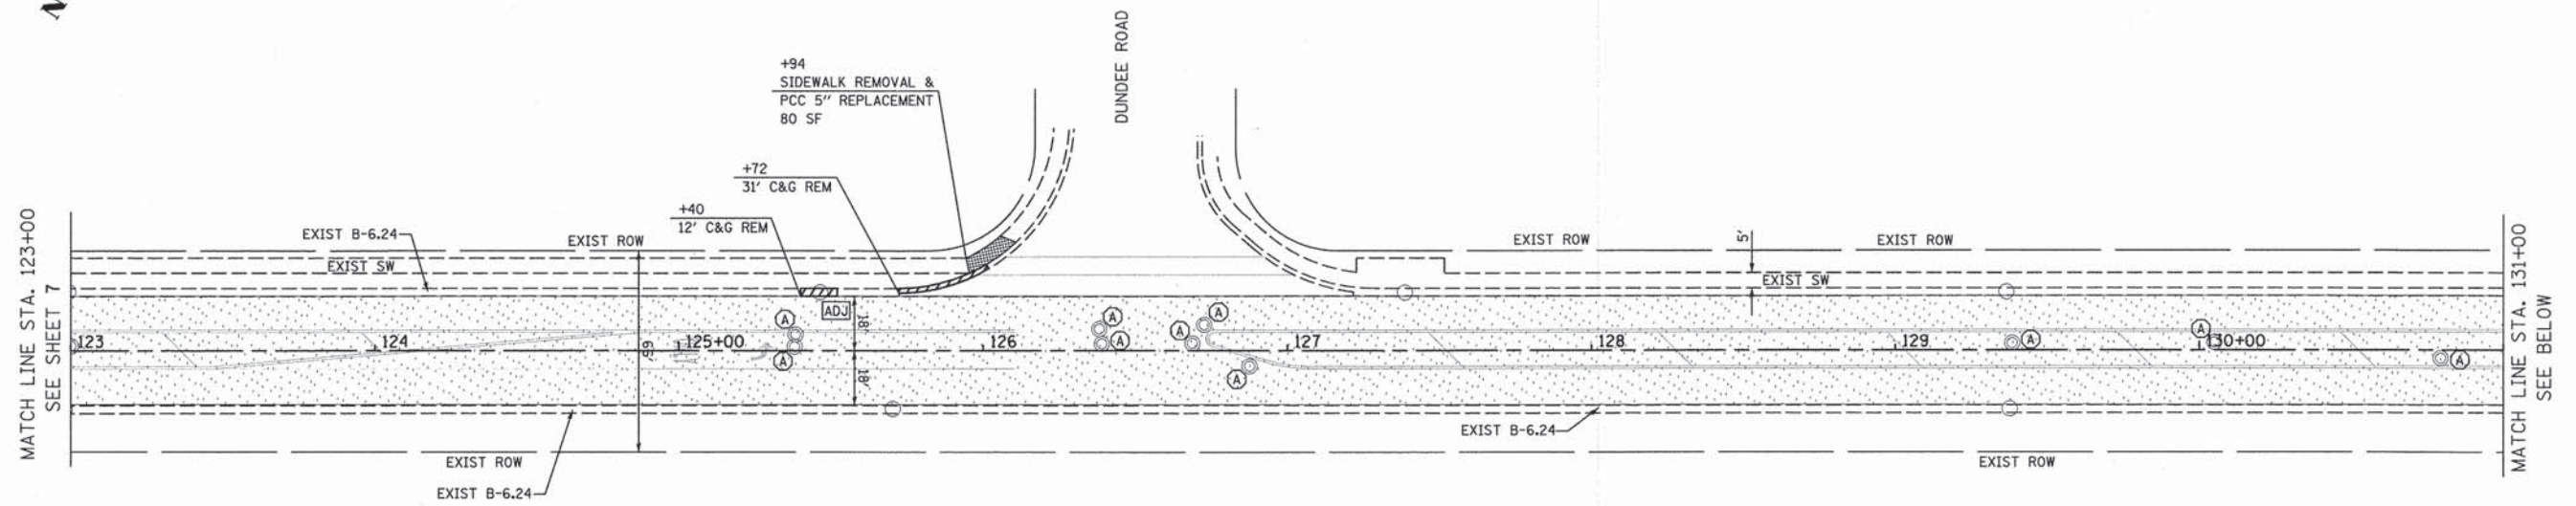 DUNDEE ROAD
+94
SIDEWALK REMOVAL &
PCC 5" REPLACEMENT
80 SF
+72
31' C&G REM
+40
12' C&G REM
MATCH LINE STA. 123+00
SEE SHEET 7
EXIST B-6.24
EXIST ROW
EXIST SW
EXIST ROW
5'
EXIST ROW
EXIST SW
ADJ
18'
A
A
A
A
A
A
A
A
A
A
123
124
125+00
126
127
128
129
130+00
66'
18'
EXIST B-6.24
EXIST ROW
EXIST B-6.24
EXIST ROW
MATCH LINE STA. 131+00
SEE BELOW